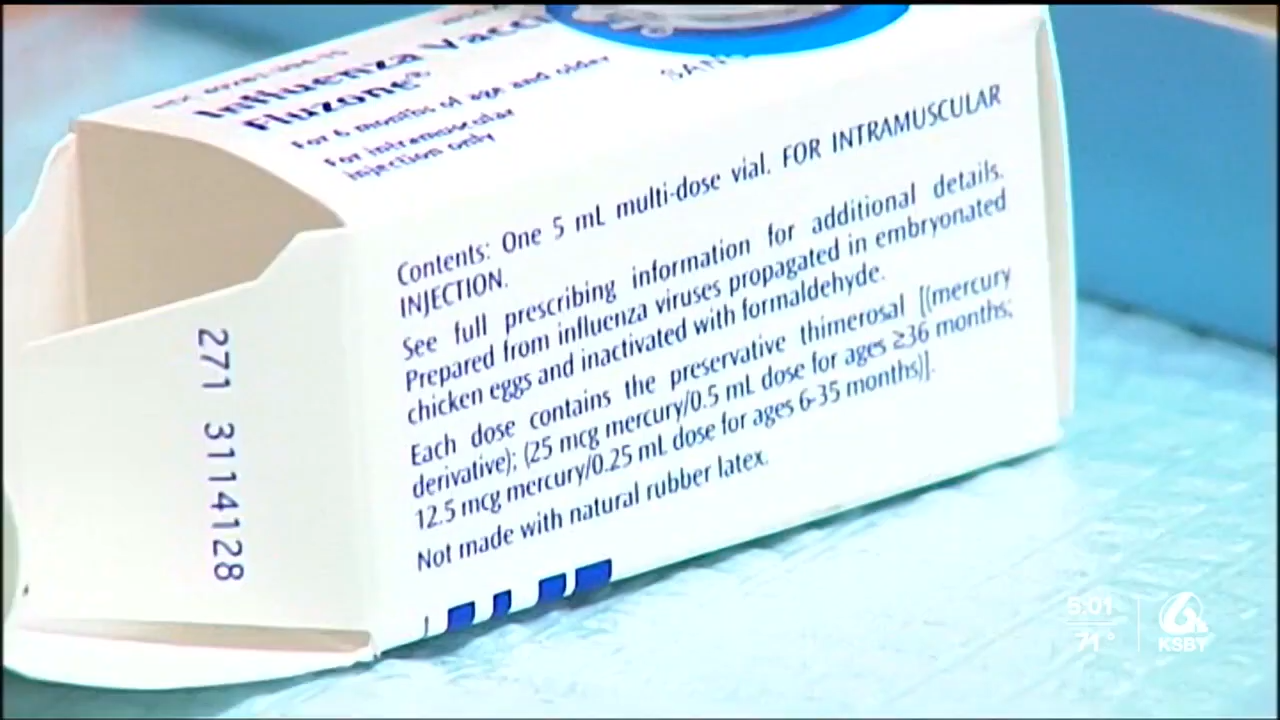 Influenza Vacci
Fluzone®
For 6 months of age and older
For intramuscular
injection only
SAN
Contents: One 5 mL multi-dose vial. FOR INTRAMUSCULAR
INJECTION.
See full prescribing information for additional details.
Prepared from influenza viruses propagated in embryonated
chicken eggs and inactivated with formaldehyde.
Each dose contains the preservative thimerosal [(mercury
derivative); (25 mcg mercury/0.5 mL dose for ages ≥36 months;
12.5 mcg mercury/0.25 mL dose for ages 6-35 months)].
Not made with natural rubber latex.
271 3114128
5:01
71°
6
KSBY